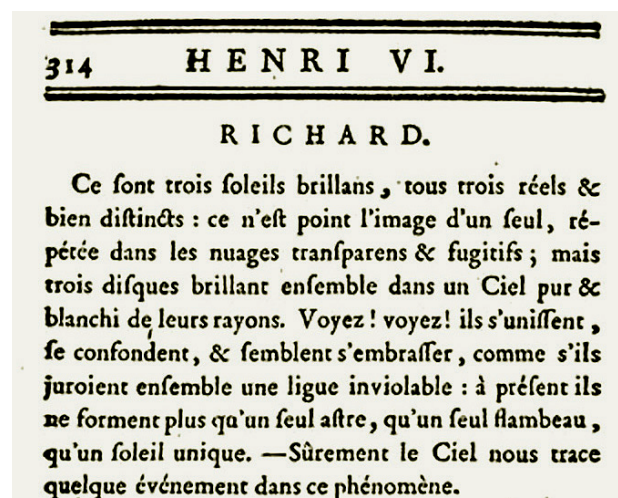 314 HENRI VI.
RICHARD.
Ce ſont trois ſoleils brillans, tous trois réels &
bien diſtincts : ce n'eſt point l'image d'un ſeul, ré-
pétée dans les nuages tranſparens & fugitifs ; mais
trois diſques brillant enſemble dans un Ciel pur &
blanchi de leurs rayons. Voyez ! voyez! ils s'uniſſent,
ſe confondent, & ſemblent s'embraſſer, comme s'ils
juroient enſemble une ligue inviolable : à préſent ils
ne forment plus qu'un ſeul aſtre, qu'un ſeul flambeau,
qu'un ſoleil unique. —Sûrement le Ciel nous trace
quelque événement dans ce phénomène.